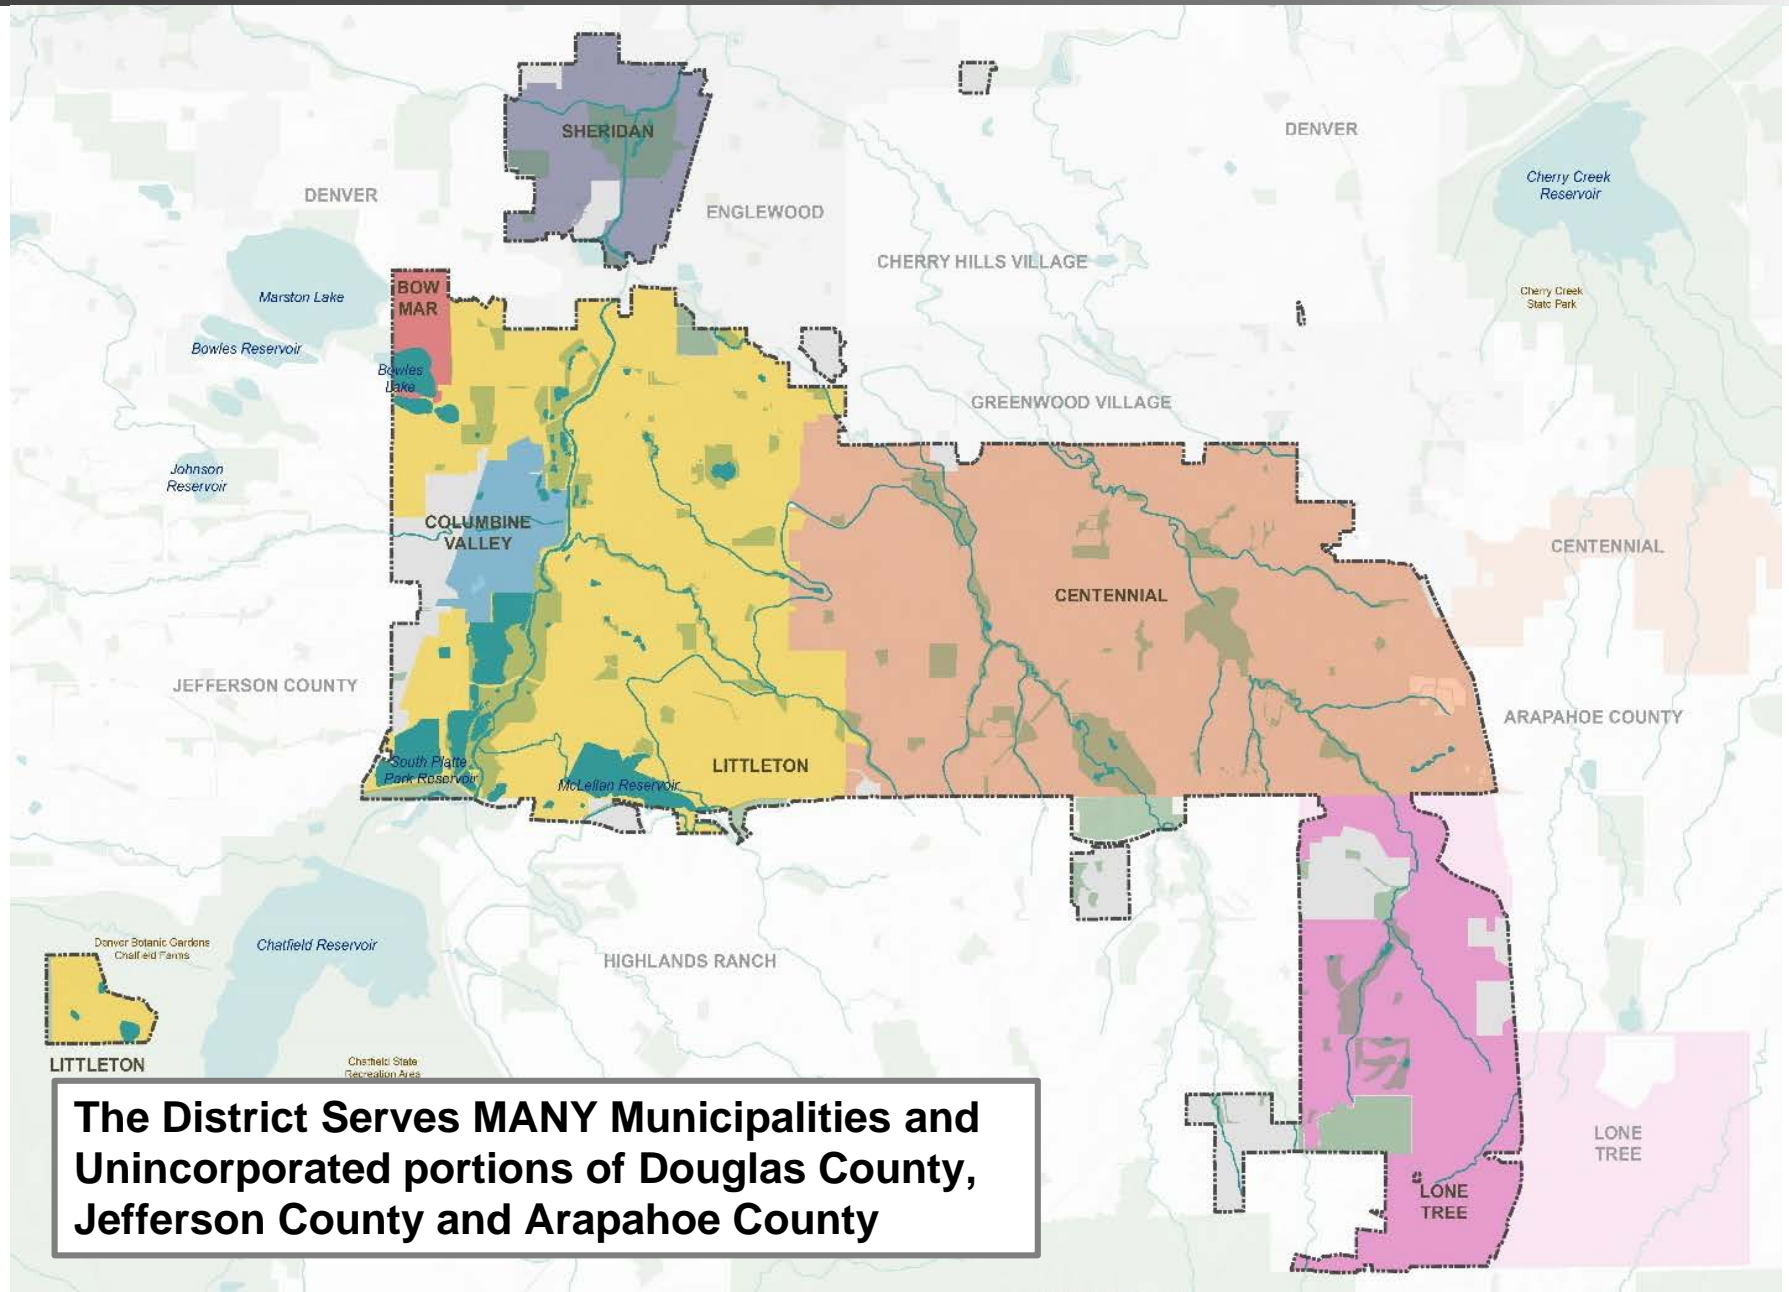 SHERIDAN
DENVER
Cherry Creek
Reservoir
DENVER
ENGLEWOOD
CHERRY HILLS VILLAGE
BOW
MAR
Marston Lake
Cherry Creek
State Park
Bowles Reservoir
Bowles
Lake
GREENWOOD VILLAGE
Johnson
Reservoir
COLUMBINE
VALLEY
CENTENNIAL
CENTENNIAL
JEFFERSON COUNTY
ARAPAHOE COUNTY
LITTLETON
South Platte
Park Reservoir
McLellan Reservoir
Denver Botanic Gardens
Chatfield Farms
Chatfield Reservoir
HIGHLANDS RANCH
LITTLETON
Chatfield State
Recreation Area
The District Serves MANY Municipalities and
Unincorporated portions of Douglas County,
Jefferson County and Arapahoe County
LONE
TREE
LONE
TREE